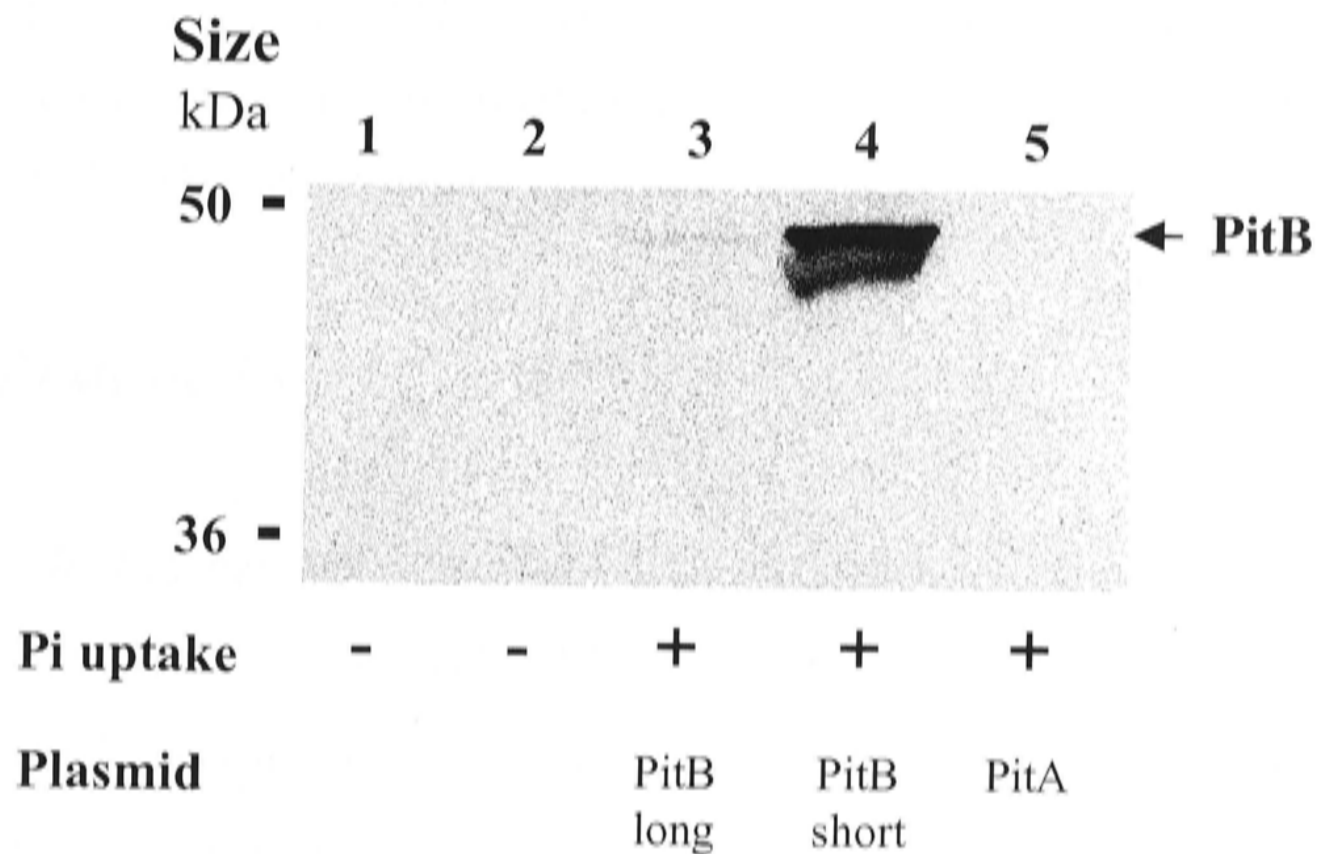 Size
kDa
1 2 3 4 5
50 -
PitB
36 -
Pi uptake - - + + +
Plasmid PitB long PitB short PitA